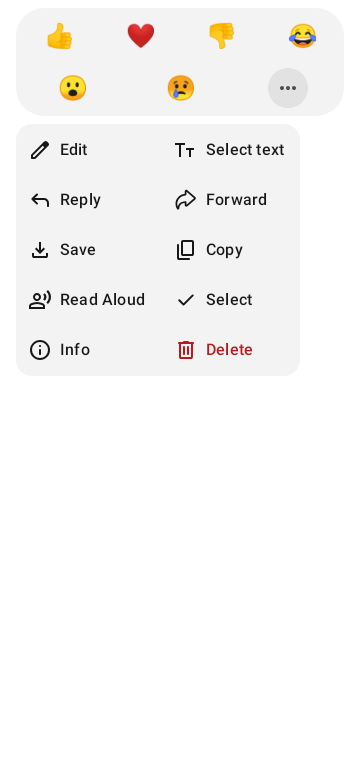 Edit
Select text
Reply
Forward
Save
Copy
Read Aloud
Select
Info
Delete